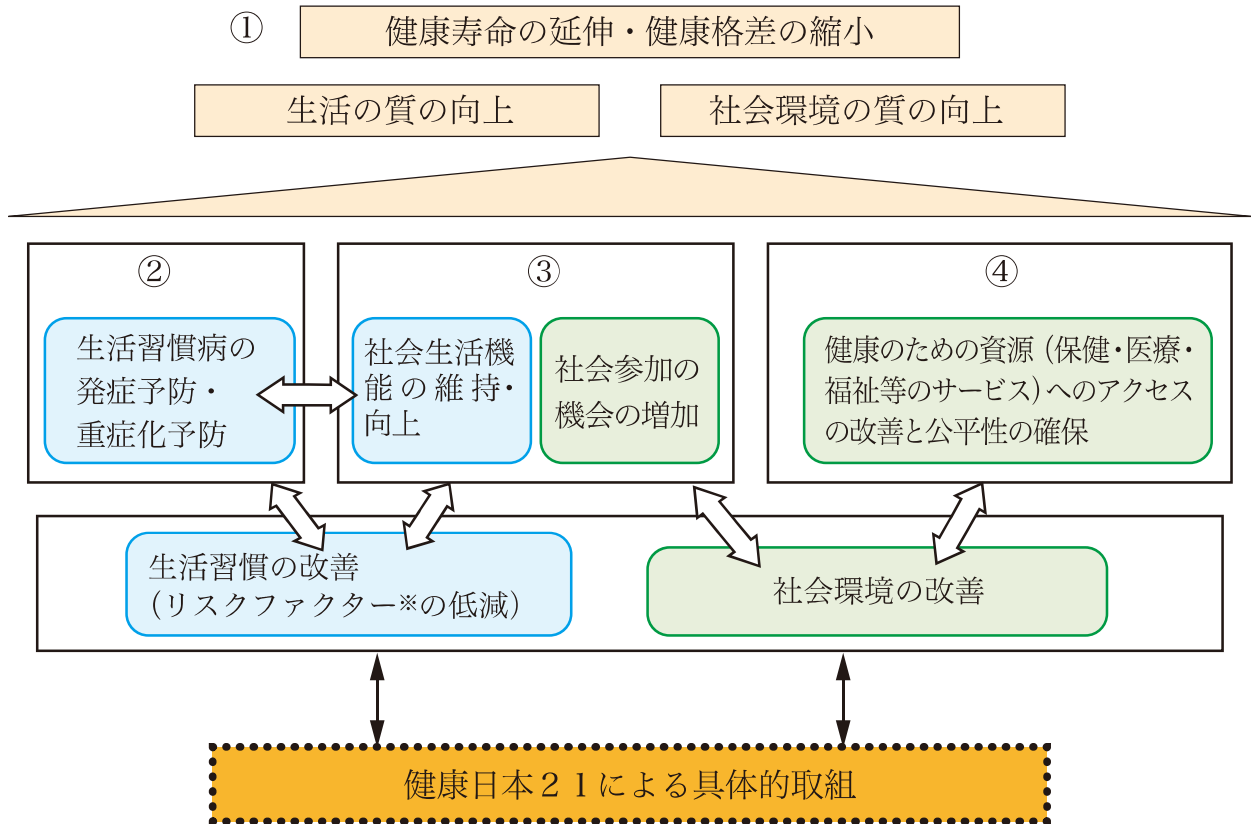 ①
健康寿命の延伸・健康格差の縮小
生活の質の向上
社会環境の質の向上
②
生活習慣病の
発症予防・
重症化予防
③
社会生活機
能の維持・
向上
社会参加の
機会の増加
④
健康のための資源（保健・医療・
福祉等のサービス）へのアクセス
の改善と公平性の確保
生活習慣の改善
（リスクファクター※の低減）
社会環境の改善
健康日本２１による具体的取組